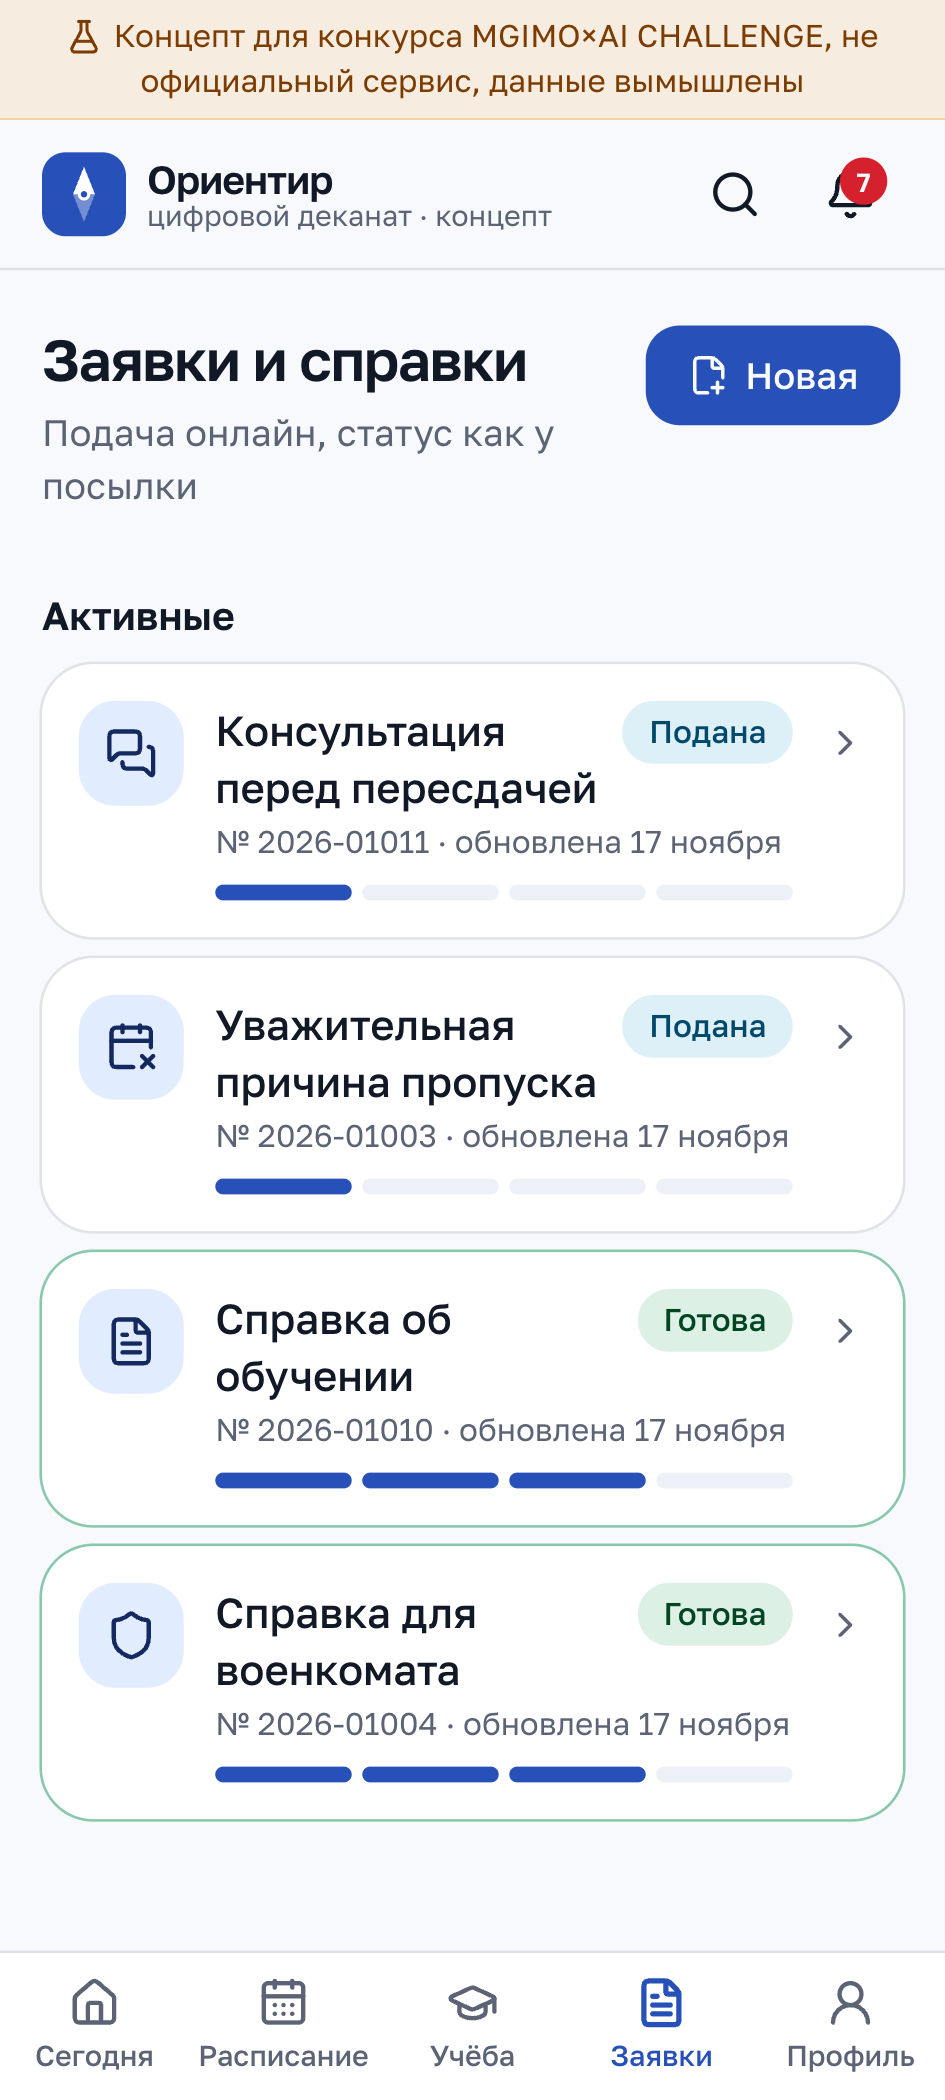 Концепт для конкурса MGIMO×AI CHALLENGE, не
официальный сервис, данные вымышлены
Ориентир
цифровой деканат · концепт
7
Заявки и справки
Новая
Подача онлайн, статус как у
посылки
Активные
Консультация
перед пересдачей
Подана
№ 2026-01011 · обновлена 17 ноября
Уважительная
причина пропуска
Подана
№ 2026-01003 · обновлена 17 ноября
Справка об
обучении
Готова
№ 2026-01010 · обновлена 17 ноября
Справка для
военкомата
Готова
№ 2026-01004 · обновлена 17 ноября
Сегодня
Расписание
Учёба
Заявки
Профиль